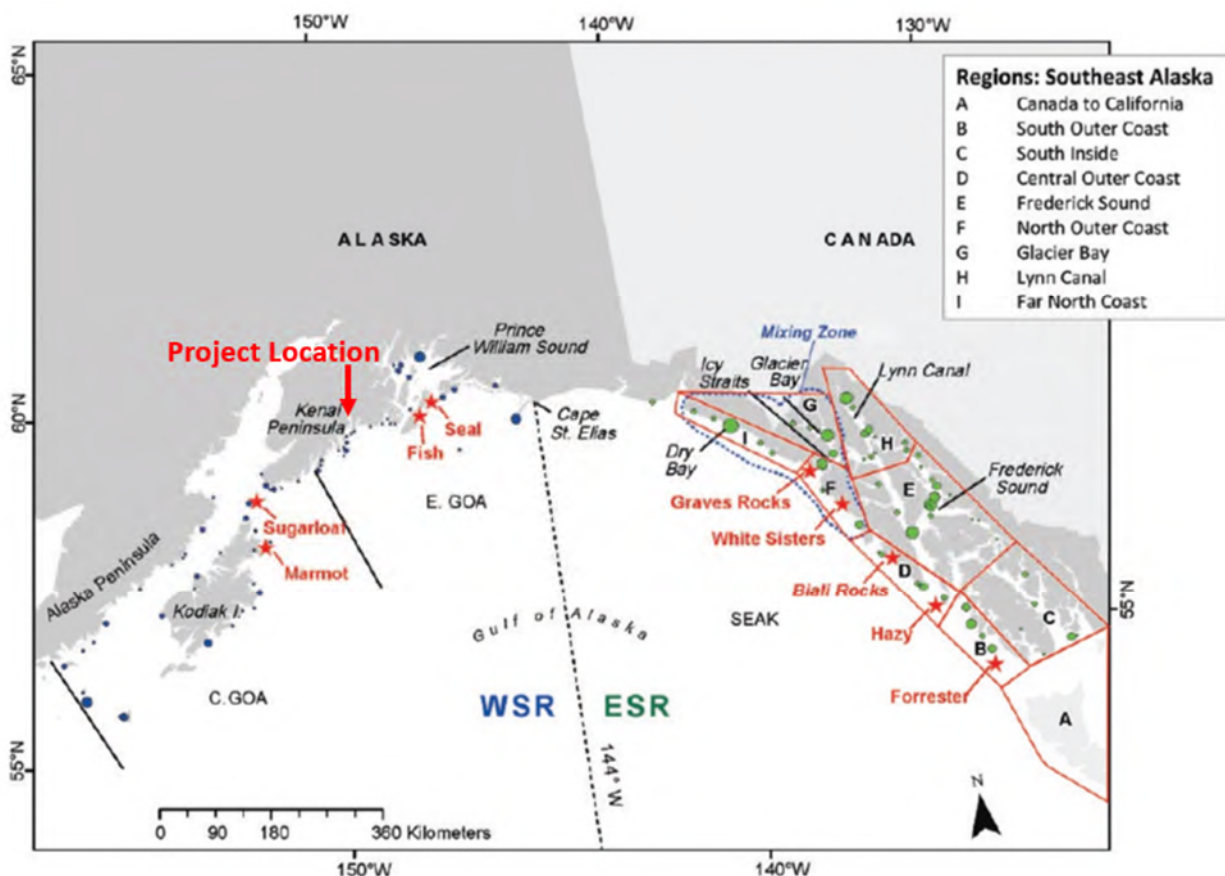 150°W
140°W
130°W
65°N
Regions: Southeast Alaska
A Canada to California
B South Outer Coast
C South Inside
D Central Outer Coast
E Frederick Sound
F North Outer Coast
G Glacier Bay
H Lynn Canal
I Far North Coast
ALASKA
CANADA
Project Location
Prince
William Sound
Mixing Zone
Icy
Straits
Glacier
Bay
Lynn Canal
60°N
Kenai
Peninsula
Seal
Fish
Cape
St. Elias
G
H
I
Dry
Bay
E
Frederick
Sound
E. GOA
Graves Rocks
F
Sugarloaf
White Sisters
Marmot
Alaska Peninsula
Kodiak I.
Biali Rocks
D
55°N
Gulf of Alaska
SEAK
Hazy
C
B
C. GOA
WSR
ESR
Forrester
A
55°N
144° W
N
0 90 180 360 Kilometers
150°W
140°W